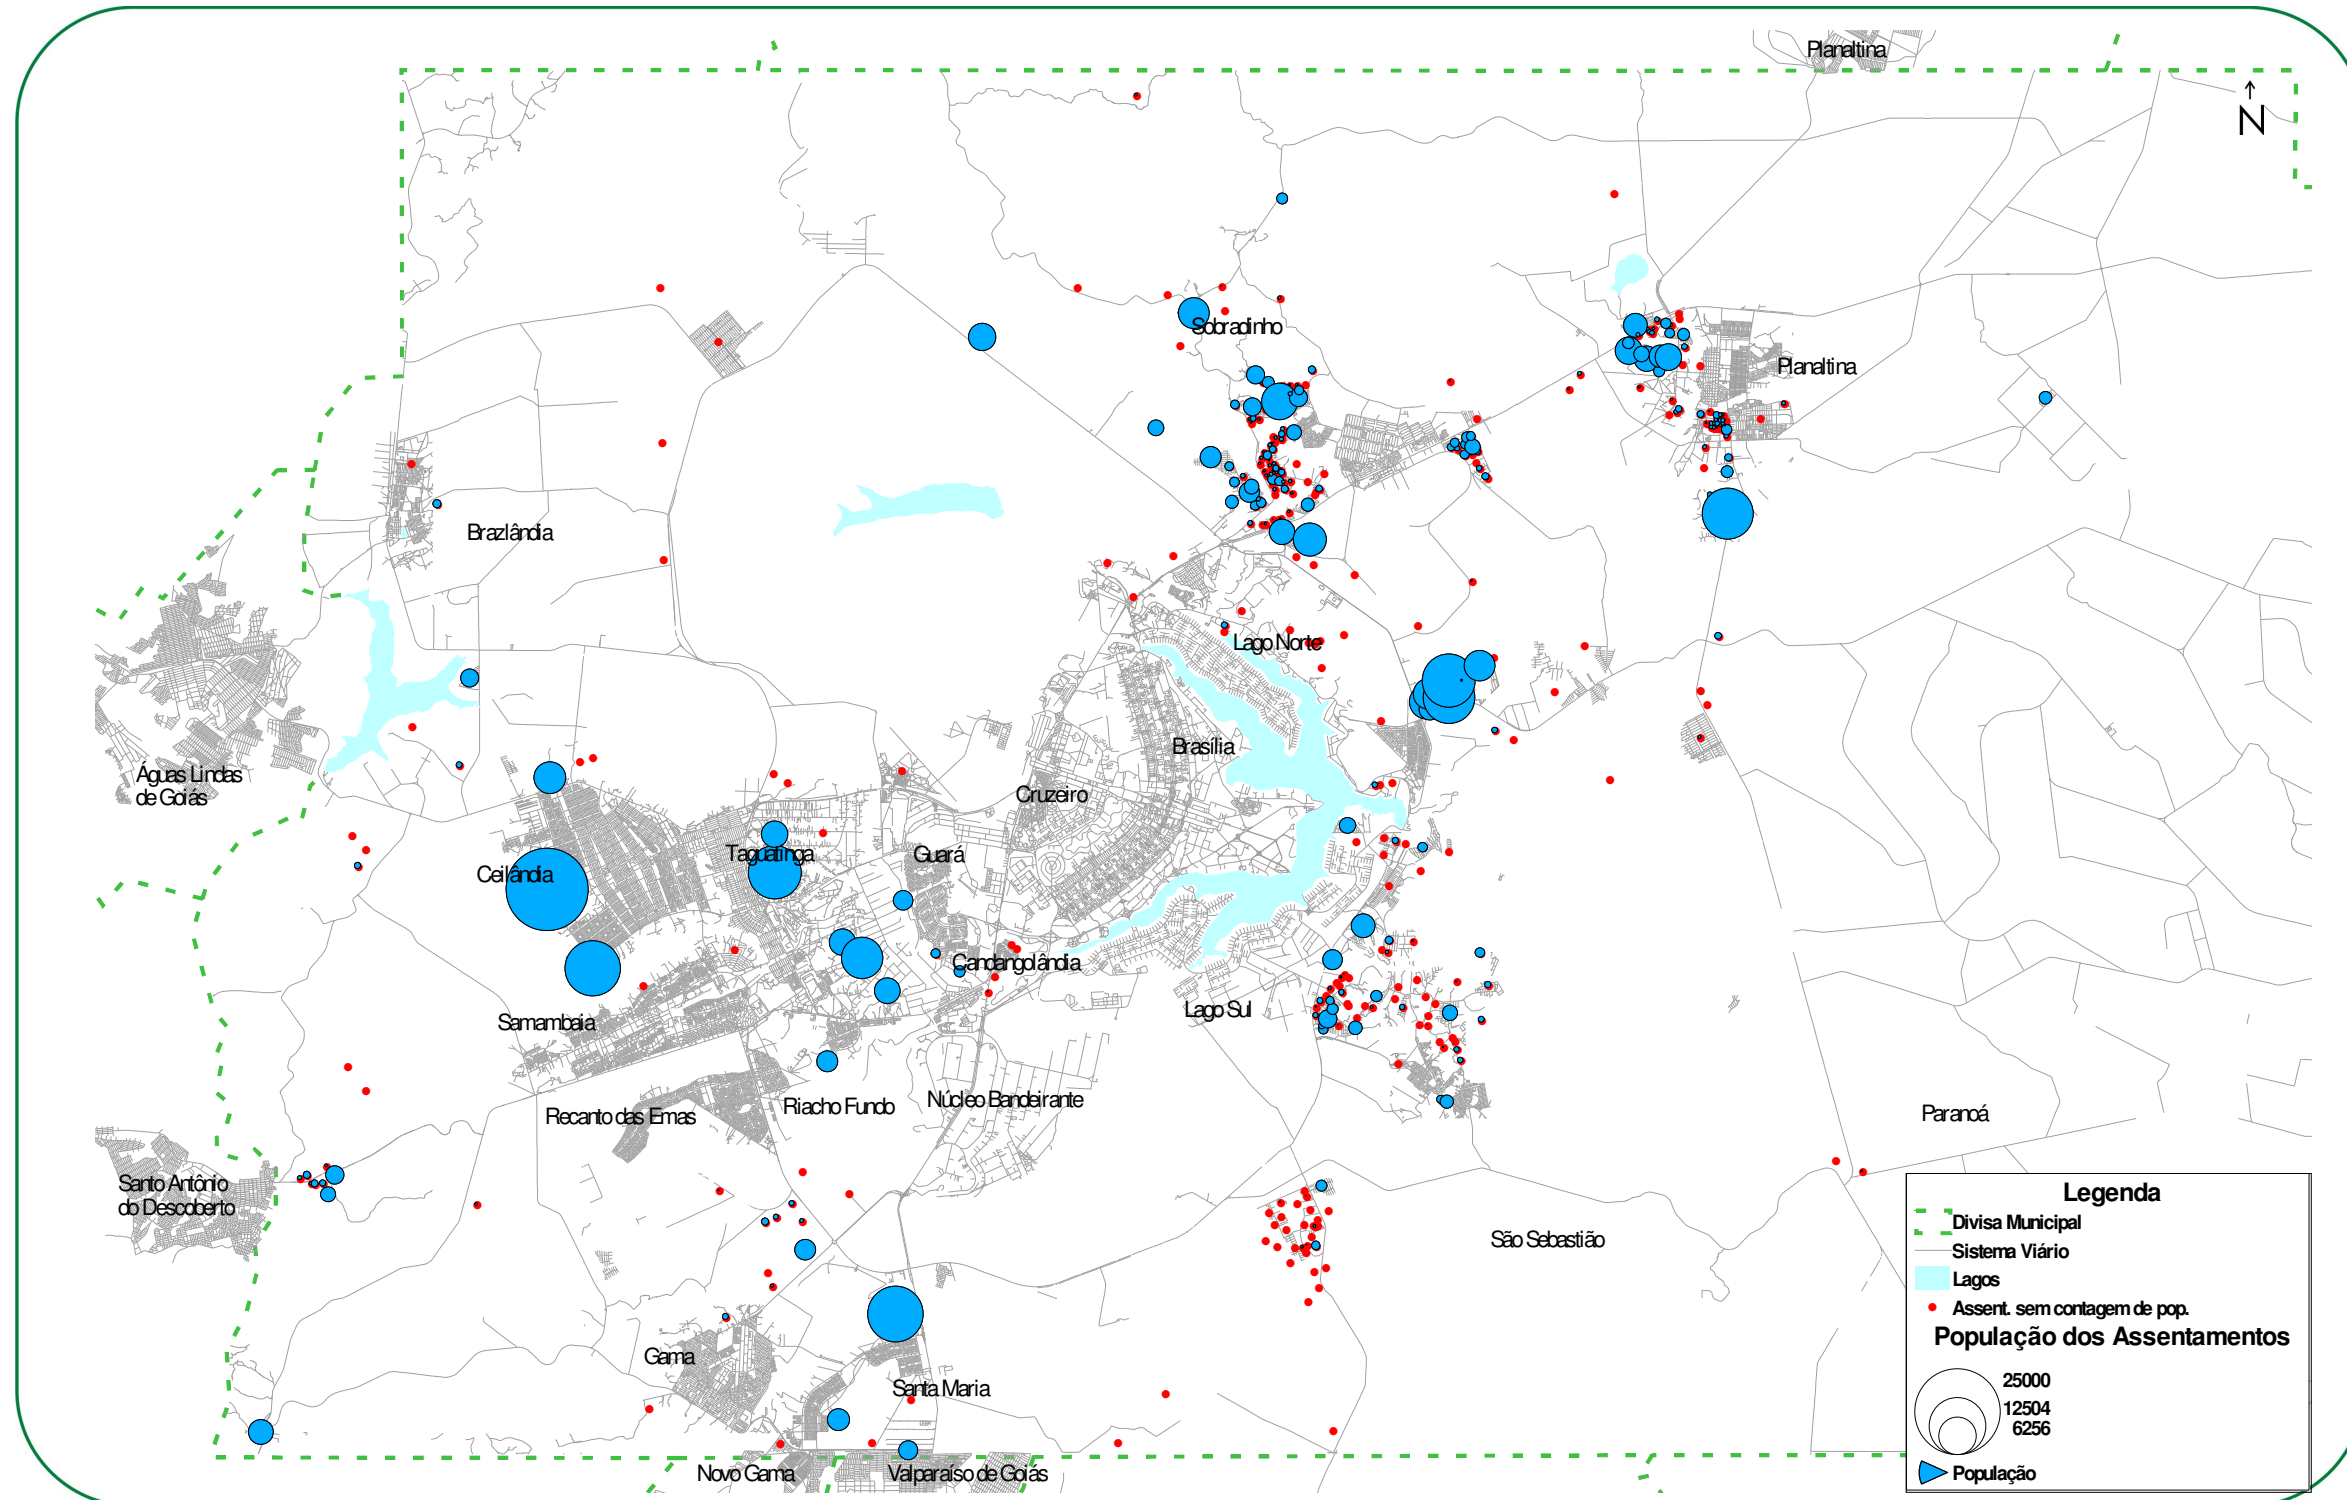 Planaltina
N
Sobradinho
Planaltina
Brazlândia
Lago Norte
Brasília
Águas Lindas
de Goiás
Cruzeiro
Taguatinga
Guará
Ceilândia
Candangolândia
Lago Sul
Samambaia
Núcleo Bandeirante
Riacho Fundo
Recanto das Emas
Paranoá
Santo Antônio
do Descoberto
São Sebastião
Gama
Santa Maria
Novo Gama
Valparaíso de Goiás
Legenda
Divisa Municipal
Sistema Viário
Lagos
Assent. sem contagem de pop.
População dos Assentamentos
25000
12504
6256
População